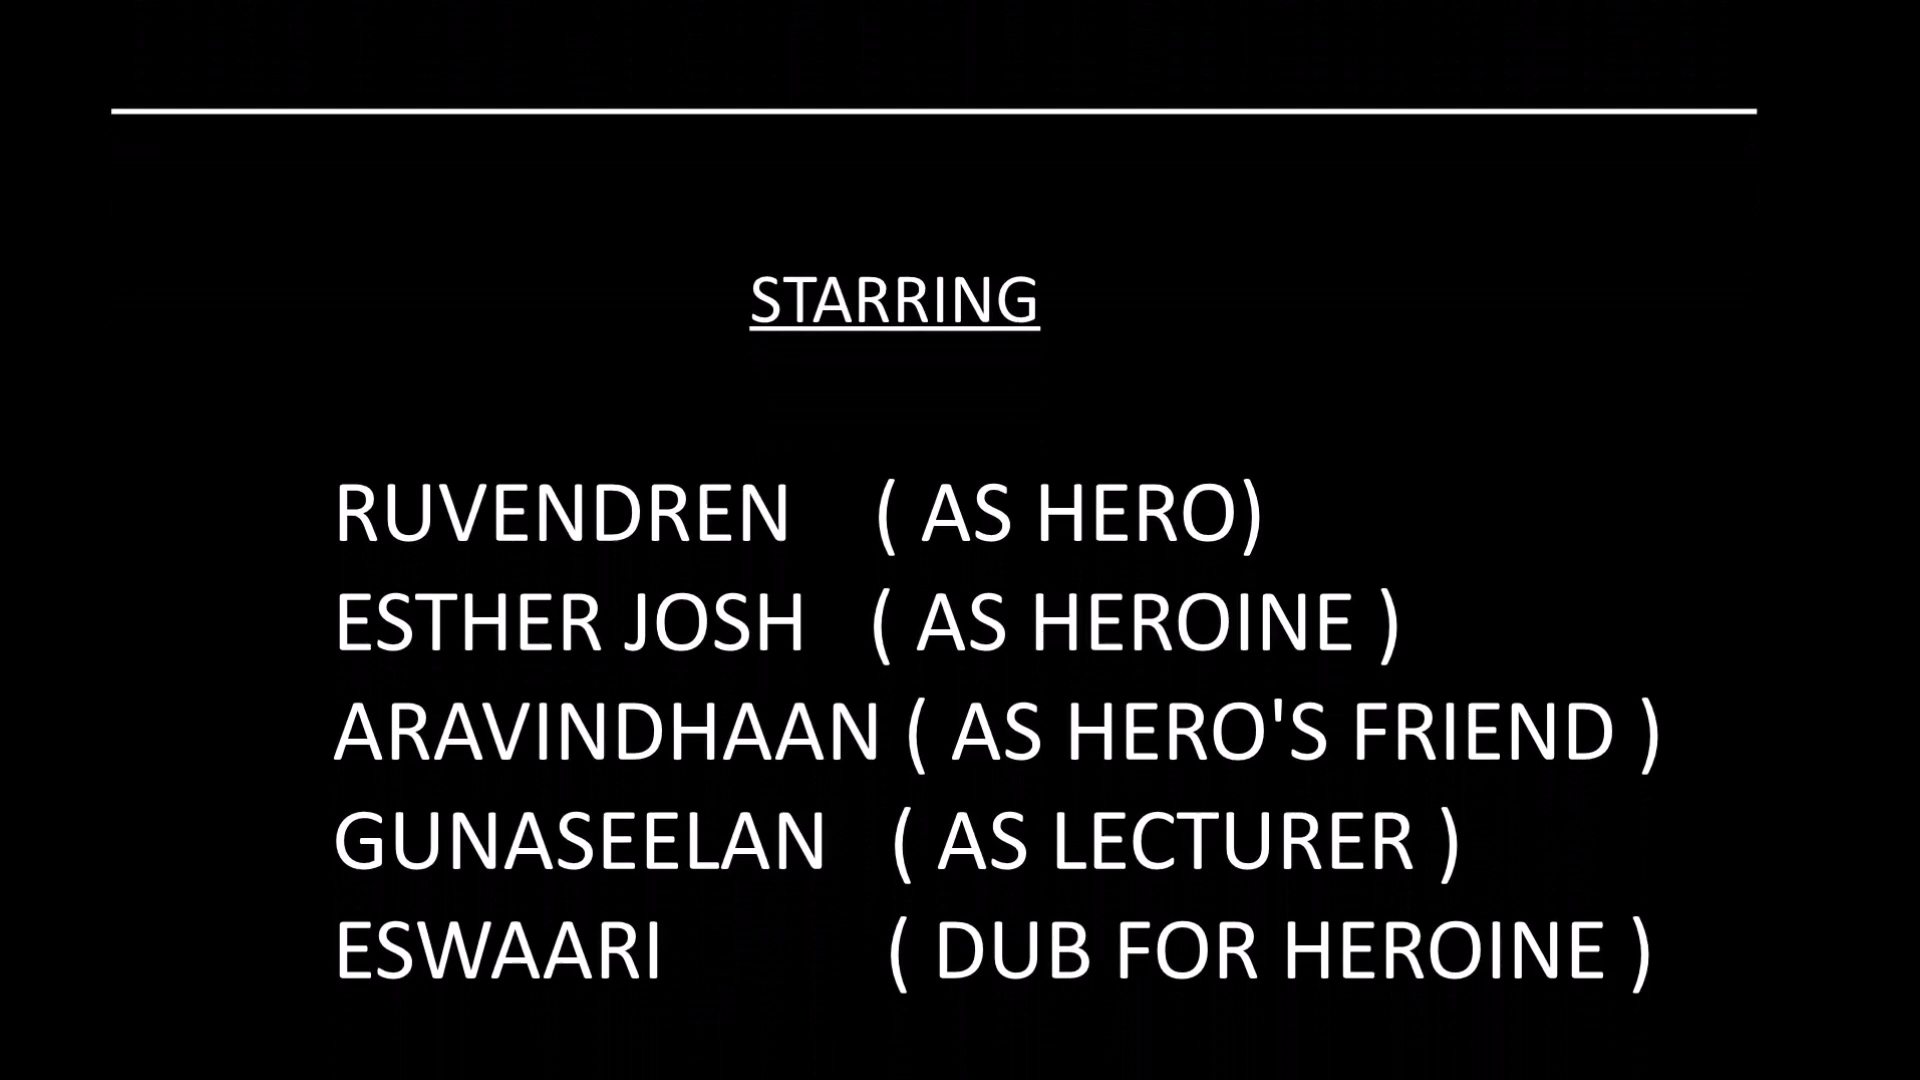 STARRING
RUVENDREN ( AS HERO)
ESTHER JOSH ( AS HEROINE )
ARAVINDHAAN ( AS HERO'S FRIEND )
GUNASEELAN ( AS LECTURER )
ESWAARI ( DUB FOR HEROINE )